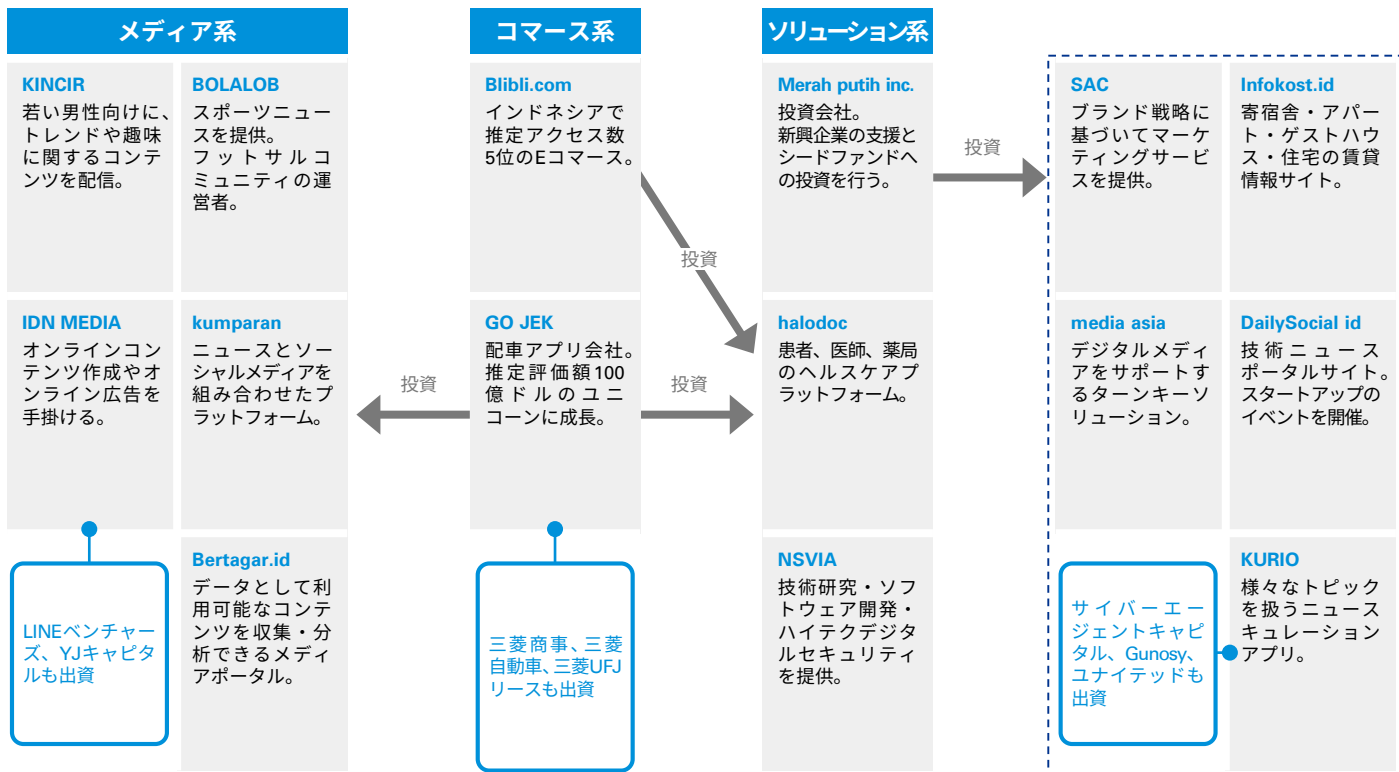 メディア系
コマース系
ソリューション系
KINCIR
若い男性向けに、
トレンドや趣味
に関するコンテ
ンツを配信。
BOLALOB
スポーツニュー
スを提供。
フットサルコ
ミュニティの運
営者。
Blibli.com
インドネシアで
推定アクセス数
5位のEコマース。
Merah putih inc.
投資会社。
新興企業の支援と
シードファンドへ
の投資を行う。
投資
SAC
ブランド戦略に
基づいてマーケ
ティングサービ
スを提供。
Infokost.id
寄宿舎・アパー
ト・ゲストハウ
ス・住宅の賃貸
情報サイト。
投資
IDN MEDIA
オンラインコン
テンツ作成やオ
ンライン広告を
手掛ける。
kumparan
ニュースとソー
シャルメディアを
組み合わせたプ
ラットフォーム。
投資
GO JEK
配車アプリ会社。
推定評価額100
億ドルのユニ
コーンに成長。
投資
halodoc
患者、医師、薬局
のヘルスケアプ
ラットフォーム。
media asia
デジタルメディ
アをサポートす
るターンキーソ
リューション。
DailySocial id
技術ニュース
ポータルサイト。
スタートアップの
イベントを開催。
LINEベンチャー
ズ、YJキャピタ
ルも出資
Bertagar.id
データとして利
用可能なコンテ
ンツを収集・分
析できるメディ
アポータル。
三菱商事、三菱
自動車、三菱UFJ
リースも出資
NSVIA
技術研究・ソフ
トウェア開発・
ハイテクデジタ
ルセキュリティ
を提供。
サイバーエー
ジェントキャピ
タル、Gunosy、
ユナイテッドも
出資
KURIO
様々なトピック
を扱うニュース
キュレーション
アプリ。